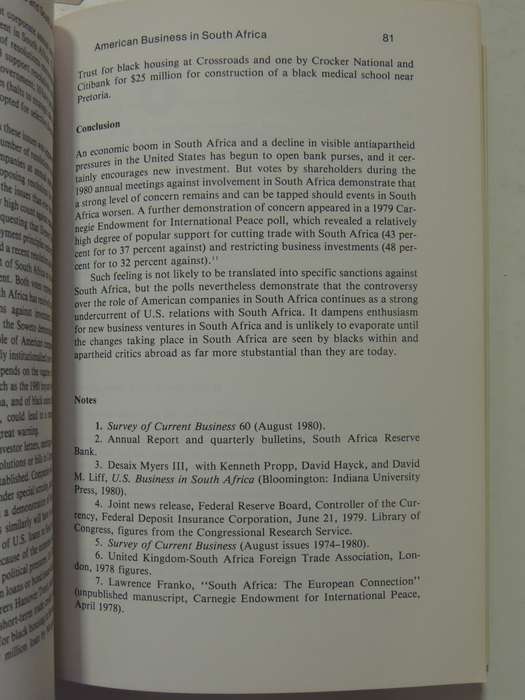 American Business in South Africa 81
Trust for black housing at Crossroads and one by Crocker National and
Citibank for $25 million for construction of a black medical school near
Pretoria.
Conclusion
An economic boom in South Africa and a decline in visible antiapartheid
pressures in the United States has begun to open bank purses, and it cer-
tainly encourages new investment. But votes by shareholders during the
1980 annual meetings against involvement in South Africa demonstrate that
a strong level of concern remains and can be tapped should events in South
Africa worsen. A further demonstration of concern appeared in a 1979 Car-
negie Endowment for International Peace poll, which revealed a relatively
high degree of popular support for cutting trade with South Africa (43 per-
cent for to 37 percent against) and restricting business investments (48 per-
cent for to 32 percent against).¹¹
Such feeling is not likely to be translated into specific sanctions against
South Africa, but the polls nevertheless demonstrate that the controversy
over the role of American companies in South Africa continues as a strong
undercurrent of U.S. relations with South Africa. It dampens enthusiasm
for new business ventures in South Africa and is unlikely to evaporate until
the changes taking place in South Africa are seen by blacks within and
apartheid critics abroad as far more stubstantial than they are today.
Notes
1. Survey of Current Business 60 (August 1980).
2. Annual Report and quarterly bulletins, South Africa Reserve
Bank.
3. Desaix Myers III, with Kenneth Propp, David Hayck, and David
M. Liff, U.S. Business in South Africa (Bloomington: Indiana University
Press, 1980).
4. Joint news release, Federal Reserve Board, Controller of the Cur-
rency, Federal Deposit Insurance Corporation, June 21, 1979. Library of
Congress, figures from the Congressional Research Service.
5. Survey of Current Business (August issues 1974–1980).
6. United Kingdom-South Africa Foreign Trade Association, Lon-
don, 1978 figures.
7. Lawrence Franko, "South Africa: The European Connection"
(unpublished manuscript, Carnegie Endowment for International Peace,
April 1978).